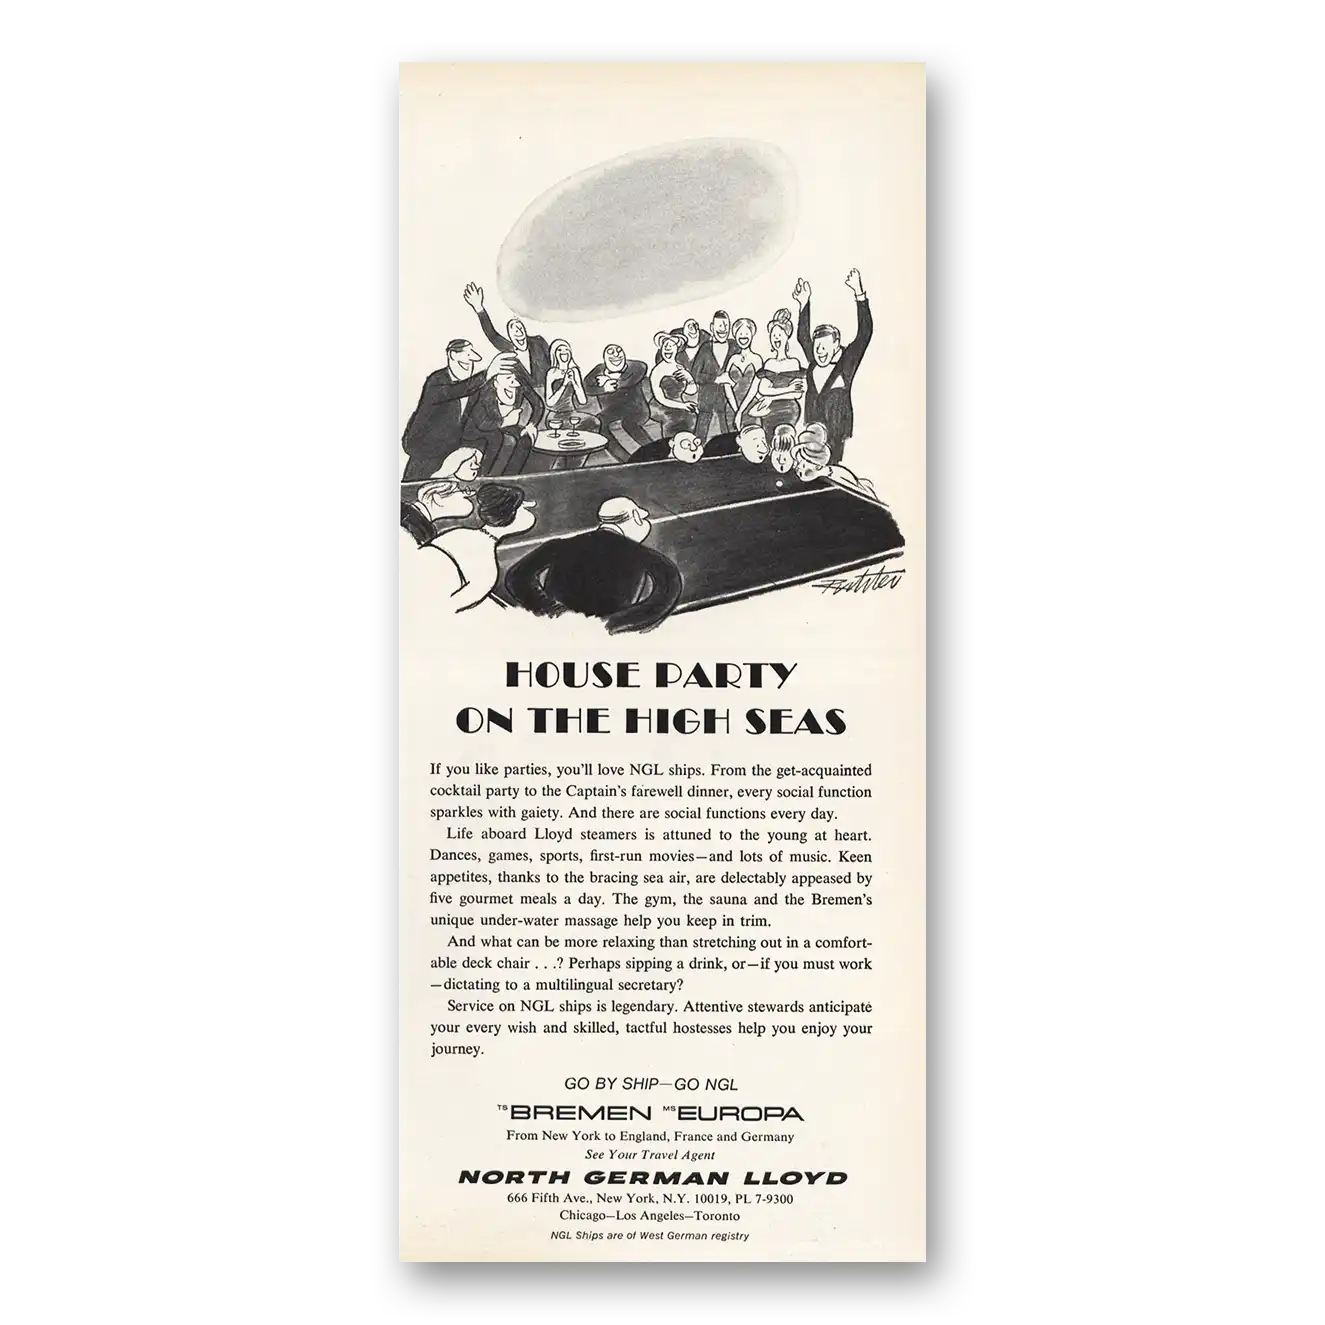 HOUSE PARTY
ON THE HIGH SEAS
If you like parties, you'll love NGL ships. From the get-acquainted
cocktail party to the Captain's farewell dinner, every social function
sparkles with gaiety. And there are social functions every day.
Life aboard Lloyd steamers is attuned to the young at heart.
Dances, games, sports, first-run movies—and lots of music. Keen
appetites, thanks to the bracing sea air, are delectably appeased by
five gourmet meals a day. The gym, the sauna and the Bremen's
unique under-water massage help you keep in trim.
And what can be more relaxing than stretching out in a comfort-
able deck chair . . .? Perhaps sipping a drink, or—if you must work
—dictating to a multilingual secretary?
Service on NGL ships is legendary. Attentive stewards anticipate
your every wish and skilled, tactful hostesses help you enjoy your
journey.
GO BY SHIP—GO NGL
TS BREMEN MS EUROPA
From New York to England, France and Germany
See Your Travel Agent
NORTH GERMAN LLOYD
666 Fifth Ave., New York, N.Y. 10019, PL 7-9300
Chicago—Los Angeles—Toronto
NGL Ships are of West German registry